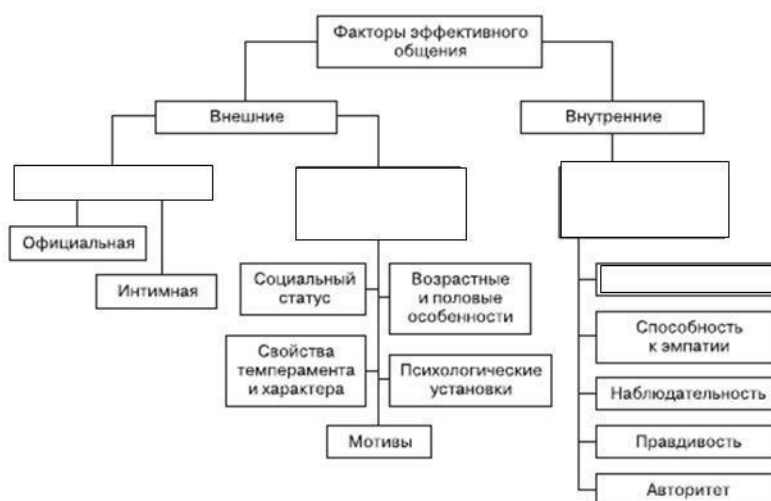 Факторы эффективного
общения
Внешние
Внутренние
Официальная
Интимная
Социальный
статус
Возрастные
и половые
особенности
Свойства
темперамента
и характера
Психологические
установки
Мотивы
Способность
к эмпатии
Наблюдательность
Правдивость
Авторитет